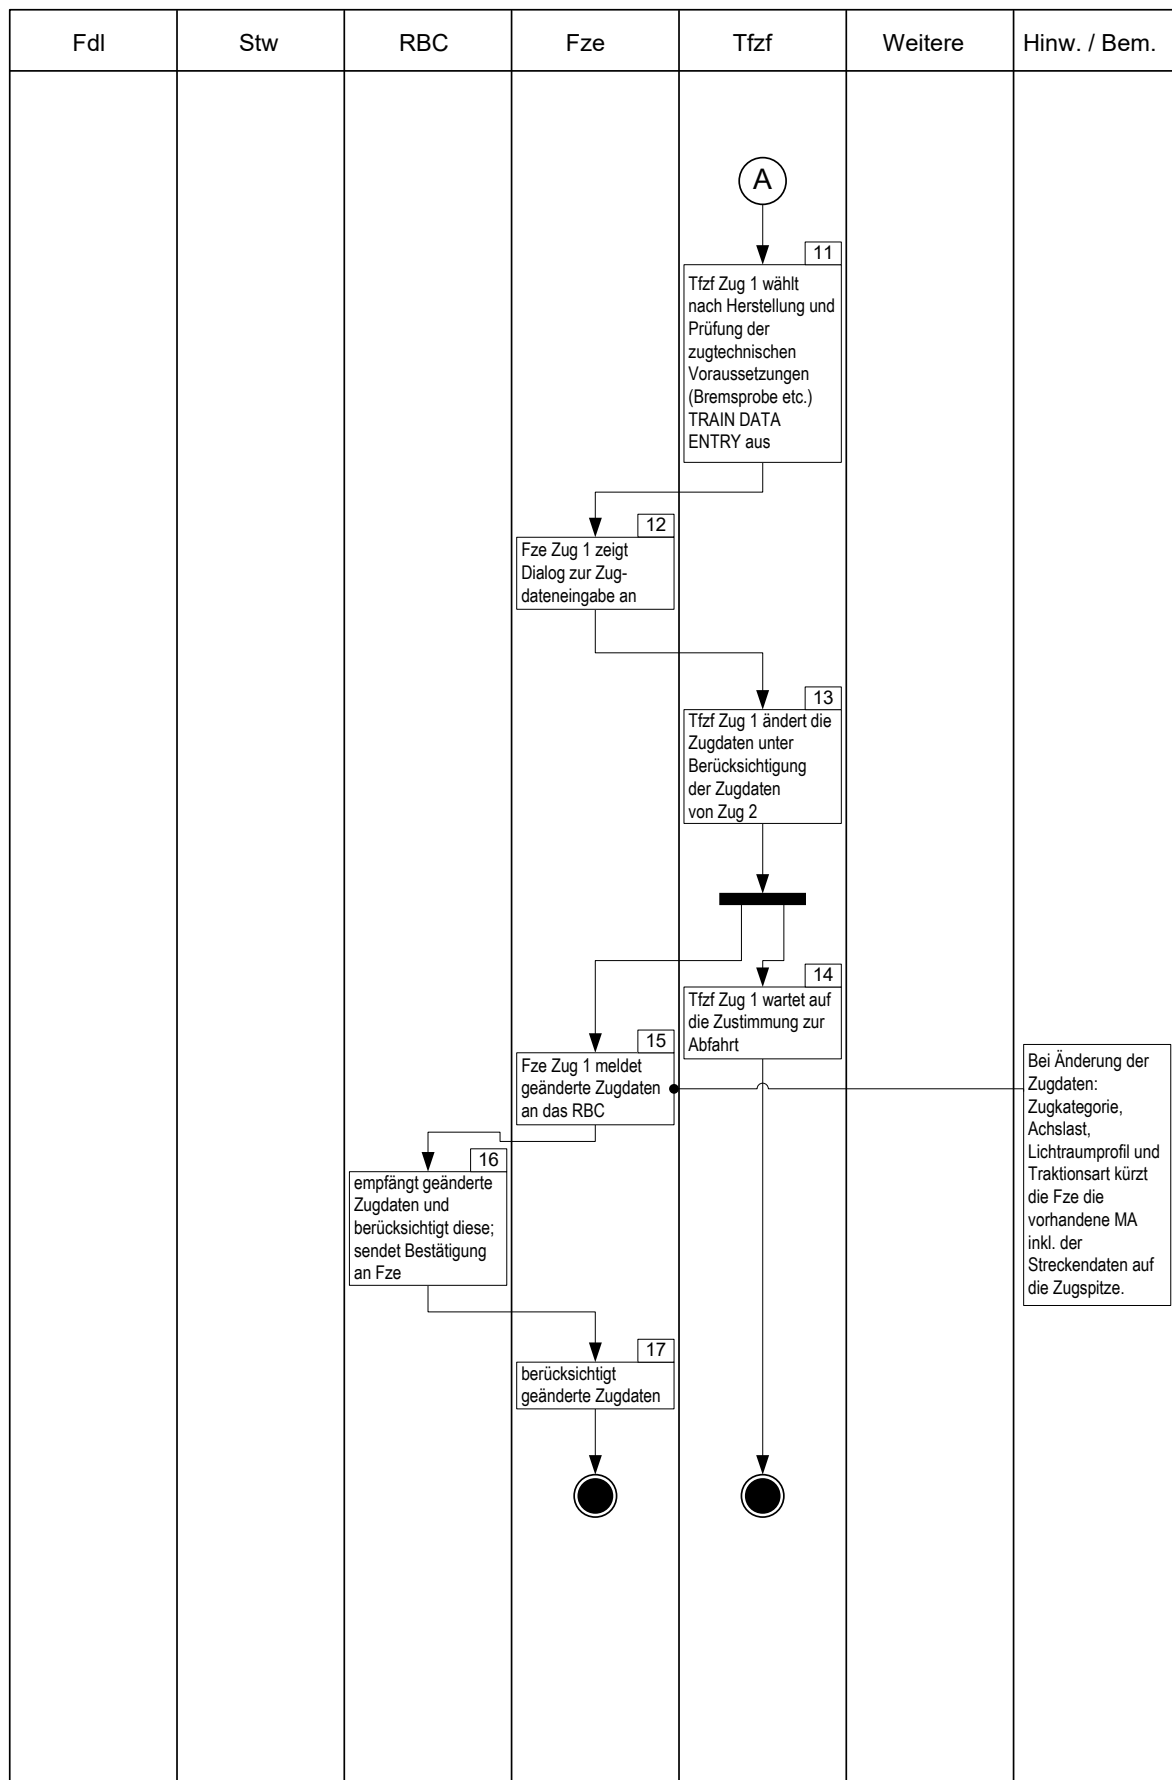 Fdl
Stw
RBC
Fze
Tfzf
Weitere
Hinw. / Bem.
A
11
Tfzf Zug 1 wählt
nach Herstellung und
Prüfung der
zugtechnischen
Voraussetzungen
(Bremsprobe etc.)
TRAIN DATA
ENTRY aus
12
Fze Zug 1 zeigt
Dialog zur Zug-
dateneingabe an
13
Tfzf Zug 1 ändert die
Zugdaten unter
Berücksichtigung
der Zugdaten
von Zug 2
14
Tfzf Zug 1 wartet auf
die Zustimmung zur
Abfahrt
15
Fze Zug 1 meldet
geänderte Zugdaten
an das RBC
Bei Änderung der
Zugdaten:
Zugkategorie,
Achslast,
Lichtraumprofil und
Traktionsart kürzt
die Fze die
vorhandene MA
inkl. der
Streckendaten auf
die Zugspitze.
16
empfängt geänderte
Zugdaten und
berücksichtigt diese;
sendet Bestätigung
an Fze
17
berücksichtigt
geänderte Zugdaten